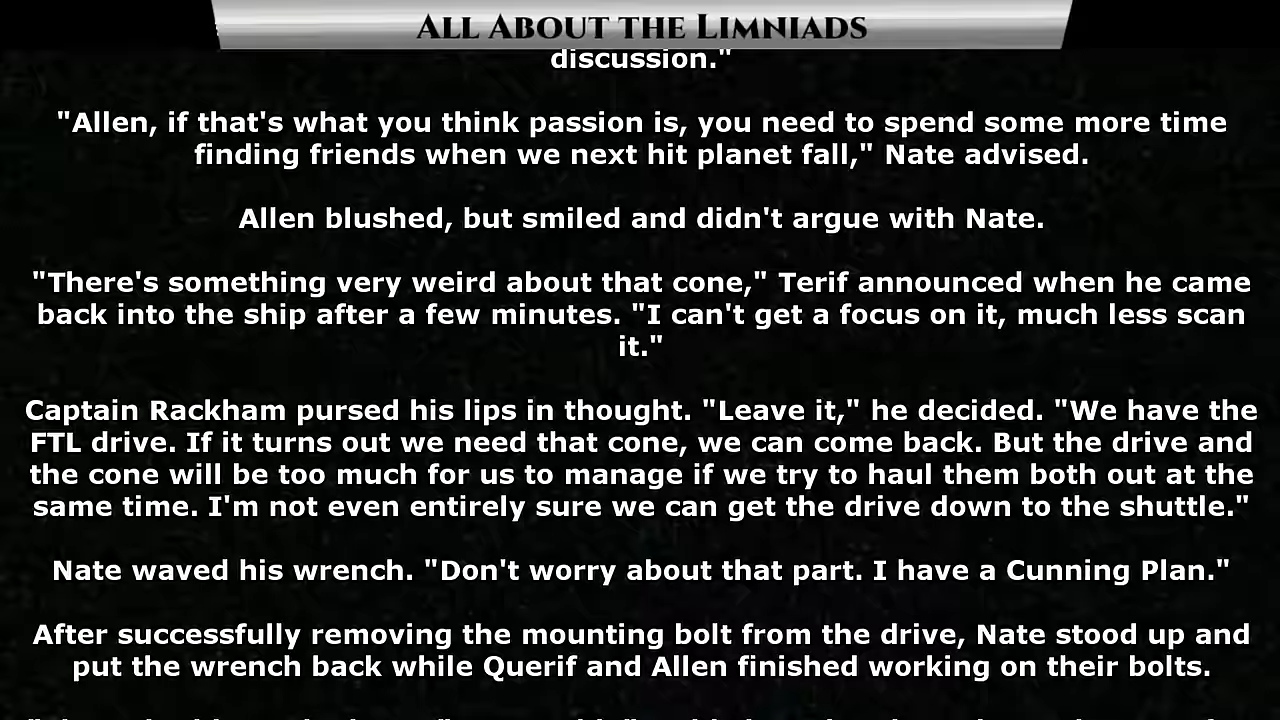 All About the Limniads
discussion."
"Allen, if that's what you think passion is, you need to spend some more time
finding friends when we next hit planet fall," Nate advised.
Allen blushed, but smiled and didn't argue with Nate.
"There's something very weird about that cone," Terif announced when he came
back into the ship after a few minutes. "I can't get a focus on it, much less scan
it."
Captain Rackham pursed his lips in thought. "Leave it," he decided. "We have the
FTL drive. If it turns out we need that cone, we can come back. But the drive and
the cone will be too much for us to manage if we try to haul them both out at the
same time. I'm not even entirely sure we can get the drive down to the shuttle."
Nate waved his wrench. "Don't worry about that part. I have a Cunning Plan."
After successfully removing the mounting bolt from the drive, Nate stood up and
put the wrench back while Querif and Allen finished working on their bolts.